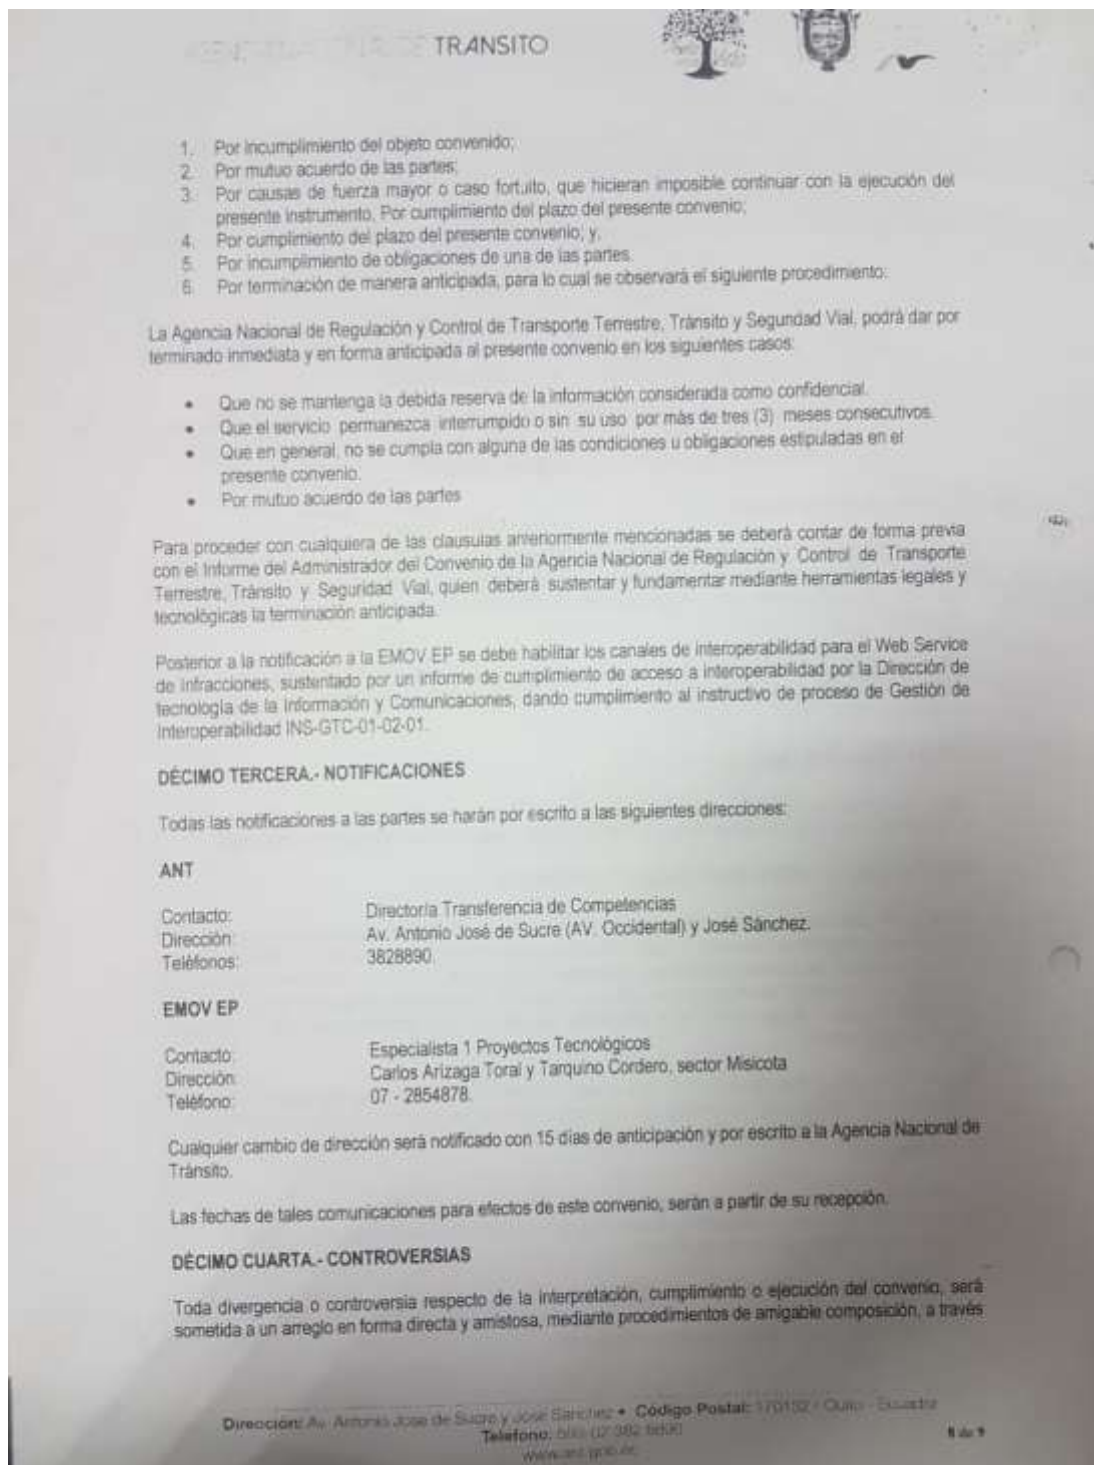 TRANSITO
1. Por incumplimiento del objeto convenido;
2. Por mutuo acuerdo de las partes;
3. Por causas de fuerza mayor o caso fortuito, que hicieran imposible continuar con la ejecución del
presente instrumento. Por cumplimiento del plazo del presente convenio;
4. Por cumplimiento del plazo del presente convenio; y,
5. Por incumplimiento de obligaciones de una de las partes.
6. Por terminación de manera anticipada, para lo cual se observará el siguiente procedimiento:
La Agencia Nacional de Regulación y Control de Transporte Terrestre, Tránsito y Seguridad Vial, podrá dar por
terminado inmediata y en forma anticipada al presente convenio en los siguientes casos:
• Que no se mantenga la debida reserva de la información considerada como confidencial.
• Que el servicio permanezca interrumpido o sin su uso por más de tres (3) meses consecutivos.
• Que en general, no se cumpla con alguna de las condiciones u obligaciones estipuladas en el
presente convenio.
• Por mutuo acuerdo de las partes
Para proceder con cualquiera de las clausulas anteriormente mencionadas se deberá contar de forma previa
con el Informe del Administrador del Convenio de la Agencia Nacional de Regulación y Control de Transporte
Terrestre, Tránsito y Seguridad Vial, quien deberá sustentar y fundamentar mediante herramientas legales y
tecnológicas la terminación anticipada.
Posterior a la notificación a la EMOV EP se debe habilitar los canales de interoperabilidad para el Web Service
de Infracciones, sustentado por un informe de cumplimiento de acceso a interoperabilidad por la Dirección de
tecnología de la Información y Comunicaciones, dando cumplimiento al instructivo de proceso de Gestión de
Interoperabilidad INS-GTC-01-02-01.
DÉCIMO TERCERA.- NOTIFICACIONES
Todas las notificaciones a las partes se harán por escrito a las siguientes direcciones:
ANT
Contacto: Directoría Transferencia de Competencias
Dirección: Av. Antonio José de Sucre (AV. Occidental) y José Sánchez.
Teléfonos: 3828890.
EMOV EP
Contacto: Especialista 1 Proyectos Tecnológicos
Dirección: Carlos Arizaga Toral y Tarquino Cordero, sector Misicota
Teléfono: 07 - 2854878.
Cualquier cambio de dirección será notificado con 15 días de anticipación y por escrito a la Agencia Nacional de
Tránsito.
Las fechas de tales comunicaciones para efectos de este convenio, serán a partir de su recepción.
DÉCIMO CUARTA.- CONTROVERSIAS
Toda divergencia o controversia respecto de la interpretación, cumplimiento o ejecución del convenio, será
sometida a un arreglo en forma directa y amistosa, mediante procedimientos de amigable composición, a través
Dirección: Av. Antonio José de Sucre y José Sánchez • Código Postal: 170152 / Quito - Ecuador
Teléfono:
www.ant.gob.ec
8 de 9